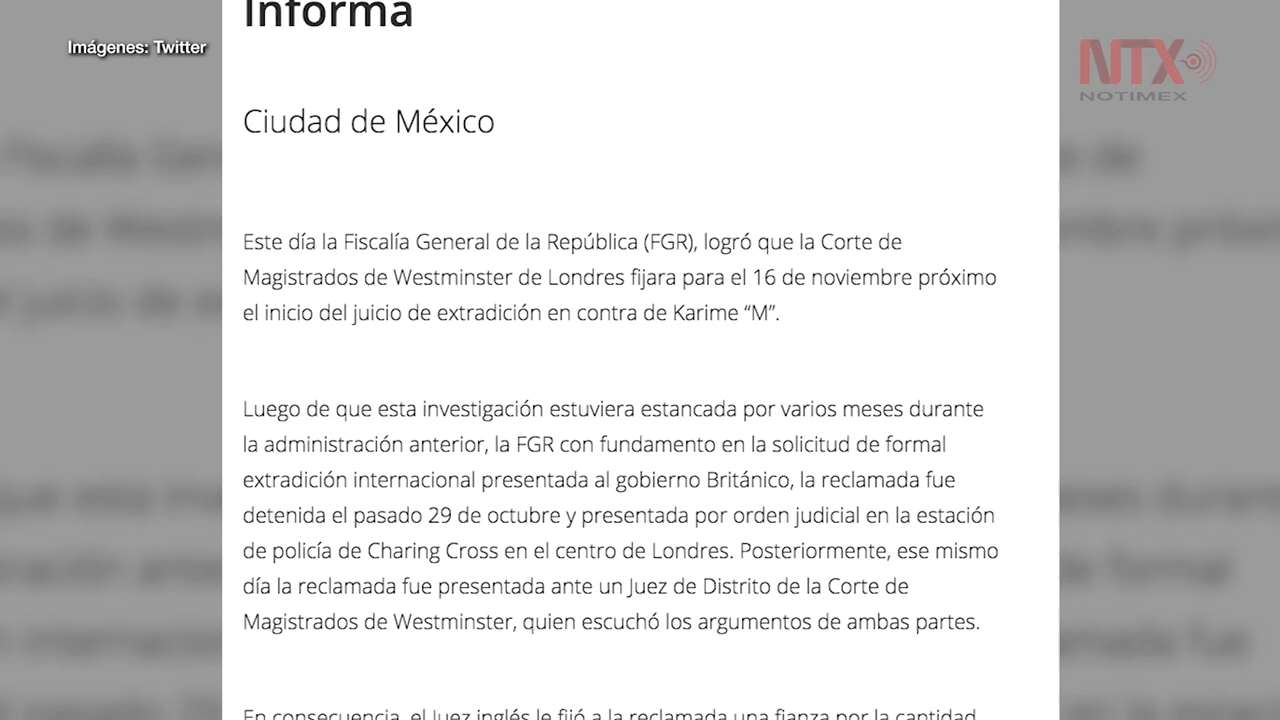 Informa
Imágenes: Twitter
NTX
NOTIMEX
Ciudad de México
Este día la Fiscalía General de la República (FGR), logró que la Corte de
Magistrados de Westminster de Londres fijara para el 16 de noviembre próximo
el inicio del juicio de extradición en contra de Karime “M”.
Luego de que esta investigación estuviera estancada por varios meses durante
la administración anterior, la FGR con fundamento en la solicitud de formal
extradición internacional presentada al gobierno Británico, la reclamada fue
detenida el pasado 29 de octubre y presentada por orden judicial en la estación
de policía de Charing Cross en el centro de Londres. Posteriormente, ese mismo
día la reclamada fue presentada ante un Juez de Distrito de la Corte de
Magistrados de Westminster, quien escuchó los argumentos de ambas partes.
En consecuencia, el Juez inglés le fijó a la reclamada una fianza por la cantidad